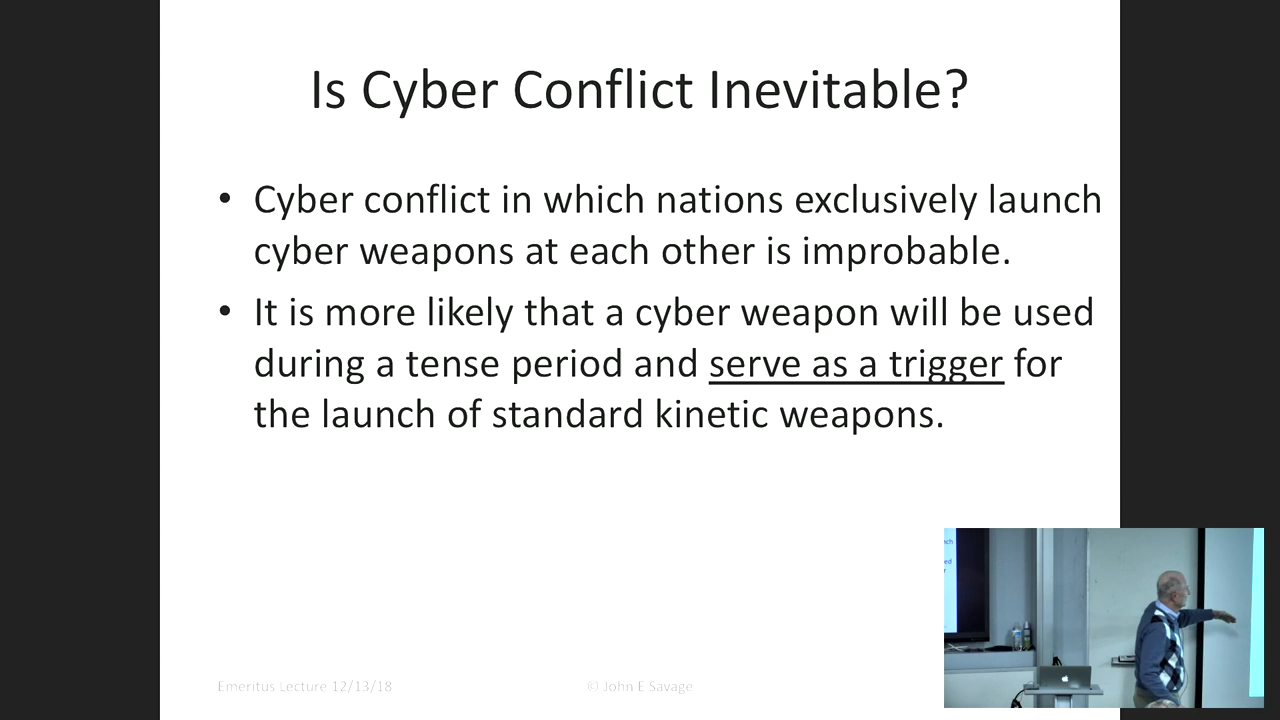 Is Cyber Conflict Inevitable?
• Cyber conflict in which nations exclusively launch
cyber weapons at each other is improbable.
• It is more likely that a cyber weapon will be used
during a tense period and serve as a trigger for
the launch of standard kinetic weapons.
Emeritus Lecture 12/13/18
© John E Savage